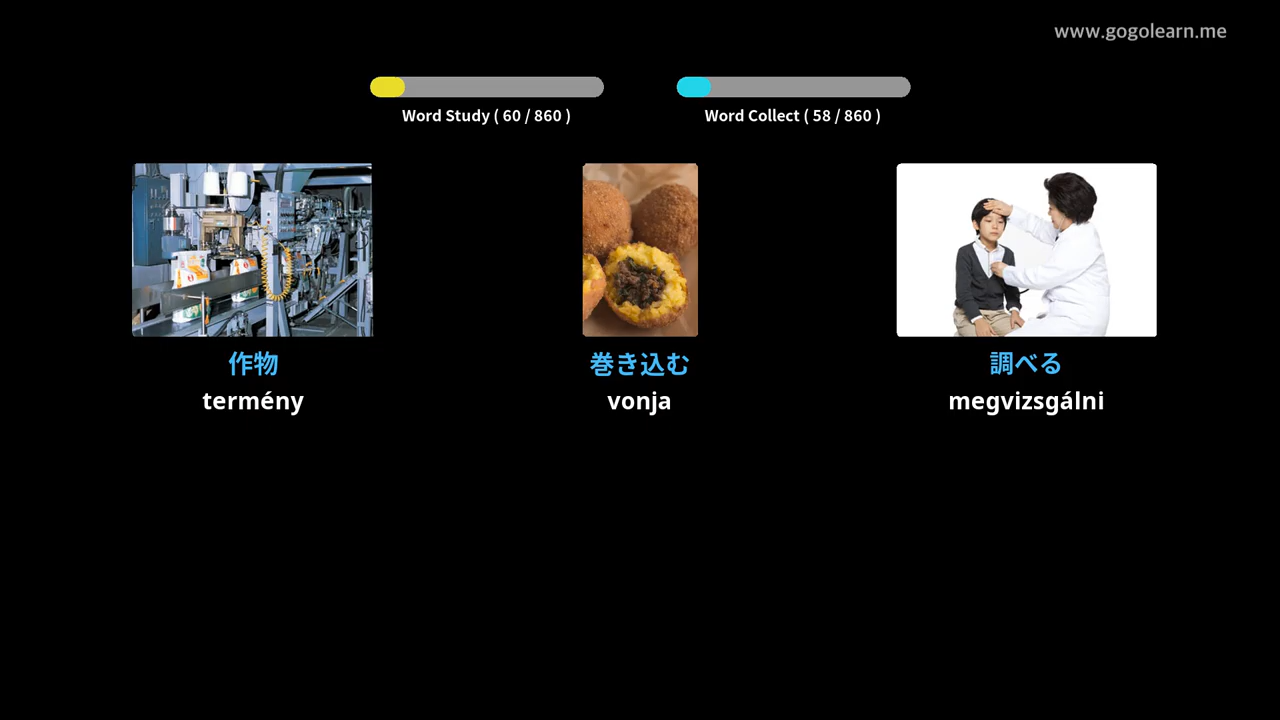 www.gogolearn.me
Word Study ( 60 / 860 )
Word Collect ( 58 / 860 )
作物
巻き込む
調べる
termény
vonja
megvizsgálni